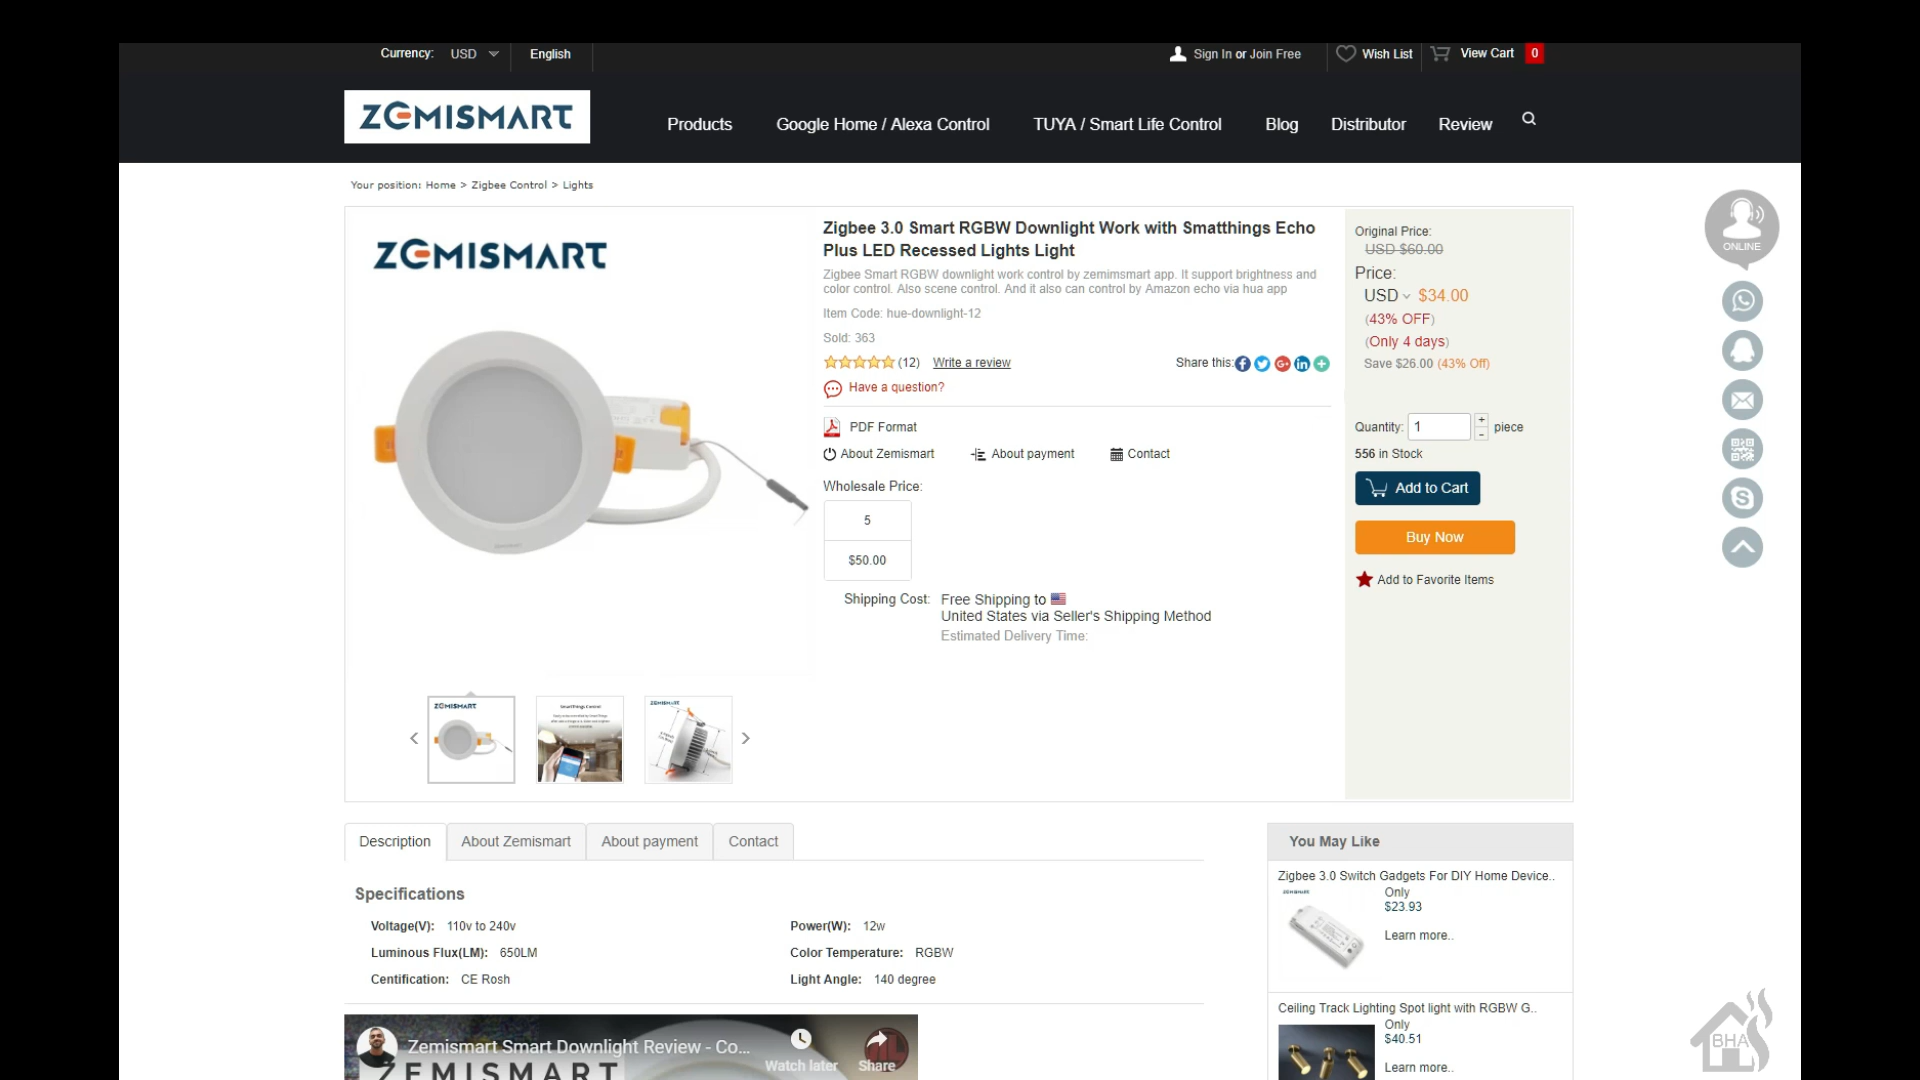 Currency: USD
English
Sign In or Join Free
Wish List
View Cart 0
ZEMISMART
Products
Google Home / Alexa Control
TUYA / Smart Life Control
Blog
Distributor
Review
Your position: Home > Zigbee Control > Lights
ZEMISMART
Zigbee 3.0 Smart RGBW Downlight Work with Smatthings Echo
Plus LED Recessed Lights Light
Zigbee Smart RGBW downlight work control by zemimsmart app. It support brightness and
color control. Also scene control. And it also can control by Amazon echo via hua app
Item Code: hue-downlight-12
Sold: 363
(12) Write a review
Share this:
Have a question?
PDF Format
About Zemismart
About payment
Contact
Wholesale Price:
5
$50.00
Shipping Cost: Free Shipping to
United States via Seller's Shipping Method
Estimated Delivery Time:
Original Price:
USD $60.00
Price:
USD $34.00
(43% OFF)
(Only 4 days)
Save $26.00 (43% Off)
Quantity: 1 + - piece
556 in Stock
Add to Cart
Buy Now
Add to Favorite Items
ONLINE
ZEMISMART
SmartThings Control
ZEMISMART
Description
About Zemismart
About payment
Contact
Specifications
Voltage(V): 110v to 240v
Power(W): 12w
Luminous Flux(LM): 650LM
Color Temperature: RGBW
Centification: CE Rosh
Light Angle: 140 degree
Zemismart Smart Downlight Review - Co...
Watch later
Share
ZEMISMART
You May Like
Zigbee 3.0 Switch Gadgets For DIY Home Device..
ZEMISMART
Only
$23.93
Learn more..
Ceiling Track Lighting Spot light with RGBW G..
Only
$40.51
Learn more..
BHA